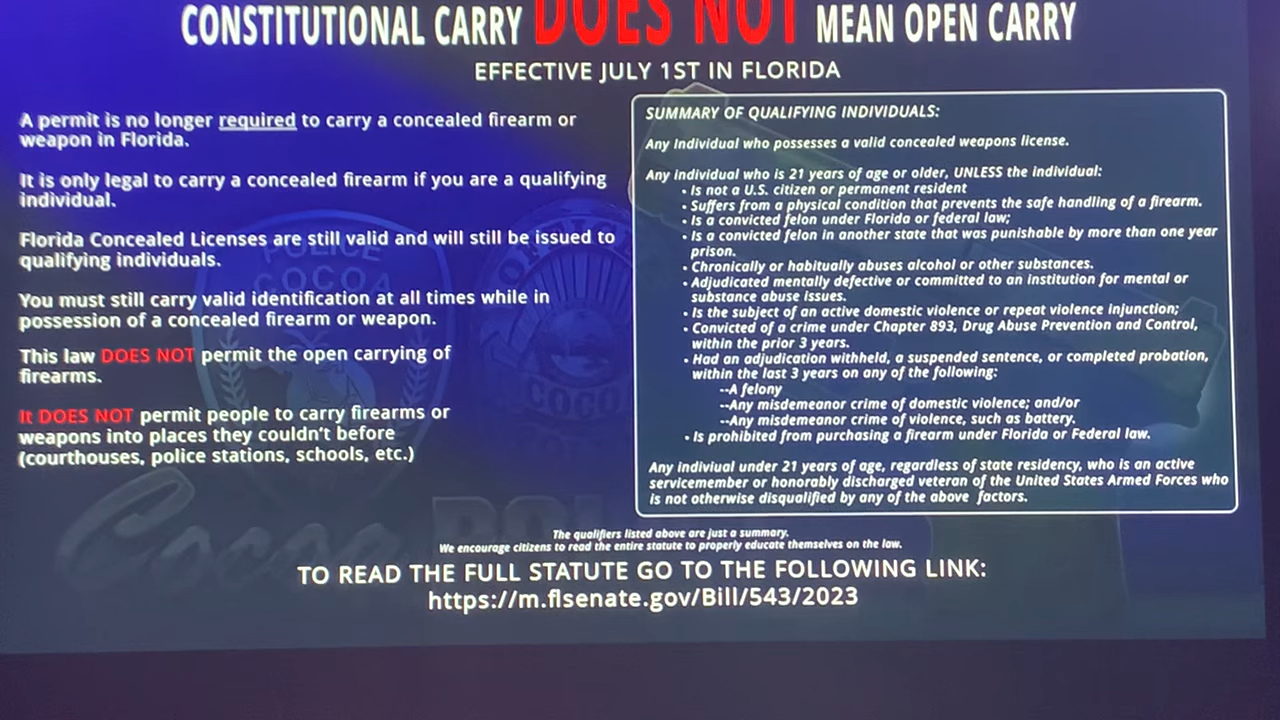 CONSTITUTIONAL CARRY DOES NOT MEAN OPEN CARRY
EFFECTIVE JULY 1ST IN FLORIDA
A permit is no longer required to carry a concealed firearm or
weapon in Florida.
It is only legal to carry a concealed firearm if you are a qualifying
individual.
Florida Concealed Licenses are still valid and will still be issued to
qualifying individuals.
You must still carry valid identification at all times while in
possession of a concealed firearm or weapon.
This law DOES NOT permit the open carrying of
firearms.
It DOES NOT permit people to carry firearms or
weapons into places they couldn't before
(courthouses, police stations, schools, etc.)
SUMMARY OF QUALIFYING INDIVIDUALS:
Any Individual who possesses a valid concealed weapons license.
Any individual who is 21 years of age or older, UNLESS the individual:
• Is not a U.S. citizen or permanent resident
• Suffers from a physical condition that prevents the safe handling of a firearm.
• Is a convicted felon under Florida or federal law;
• Is a convicted felon in another state that was punishable by more than one year
prison.
• Chronically or habitually abuses alcohol or other substances.
• Adjudicated mentally defective or committed to an institution for mental or
substance abuse issues.
• Is the subject of an active domestic violence or repeat violence injunction;
• Convicted of a crime under Chapter 893, Drug Abuse Prevention and Control,
within the prior 3 years.
• Had an adjudication withheld, a suspended sentence, or completed probation,
within the last 3 years on any of the following:
--A felony
--Any misdemeanor crime of domestic violence; and/or
--Any misdemeanor crime of violence, such as battery.
• Is prohibited from purchasing a firearm under Florida or Federal law.
Any indiviual under 21 years of age, regardless of state residency, who is an active
servicemember or honorably discharged veteran of the United States Armed Forces who
is not otherwise disqualified by any of the above factors.
POLICE
COCOA
COCOA
Cocoa POL
The qualifiers listed above are just a summary.
We encourage citizens to read the entire statute to properly educate themselves on the law.
TO READ THE FULL STATUTE GO TO THE FOLLOWING LINK:
https://m.flsenate.gov/Bill/543/2023